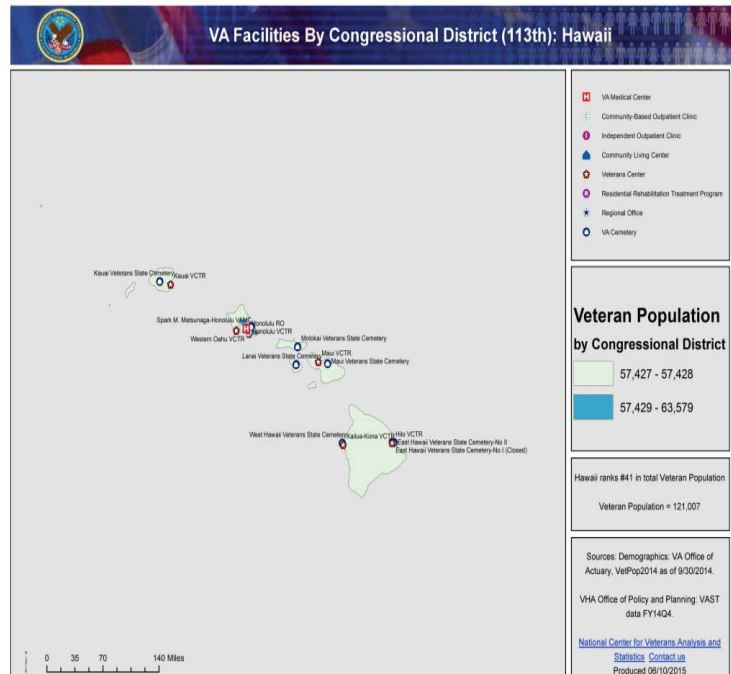 VA Facilities By Congressional District (113th): Hawaii
VA Medical Center
Community-Based Outpatient Clinic
Independent Outpatient Clinic
Community Living Center
Veterans Center
Residential Rehabilitation Treatment Program
Regional Office
VA Cemetery
Kauai Veterans State Cemetery
Kauai VCTR
Spark M. Matsunaga-Honolulu VAMC
Honolulu RO
Honolulu VCTR
Western Oahu VCTR
Molokai Veterans State Cemetery
Lanai Veterans State Cemetery
Maui VCTR
Maui Veterans State Cemetery
West Hawaii Veterans State Cemetery
Kailua-Kona VCTR
Hilo VCTR
East Hawaii Veterans State Cemetery-No II
East Hawaii Veterans State Cemetery-No I (Closed)
Veteran Population
by Congressional District
57,427 - 57,428
57,429 - 63,579
Hawaii ranks #41 in total Veteran Population
Veteran Population = 121,007
Sources: Demographics: VA Office of
Actuary, VetPop2014 as of 9/30/2014.
VHA Office of Policy and Planning: VAST
data FY14Q4.
National Center for Veterans Analysis and
Statistics Contact us
Produced 06/10/2015
0 35 70 140 Miles